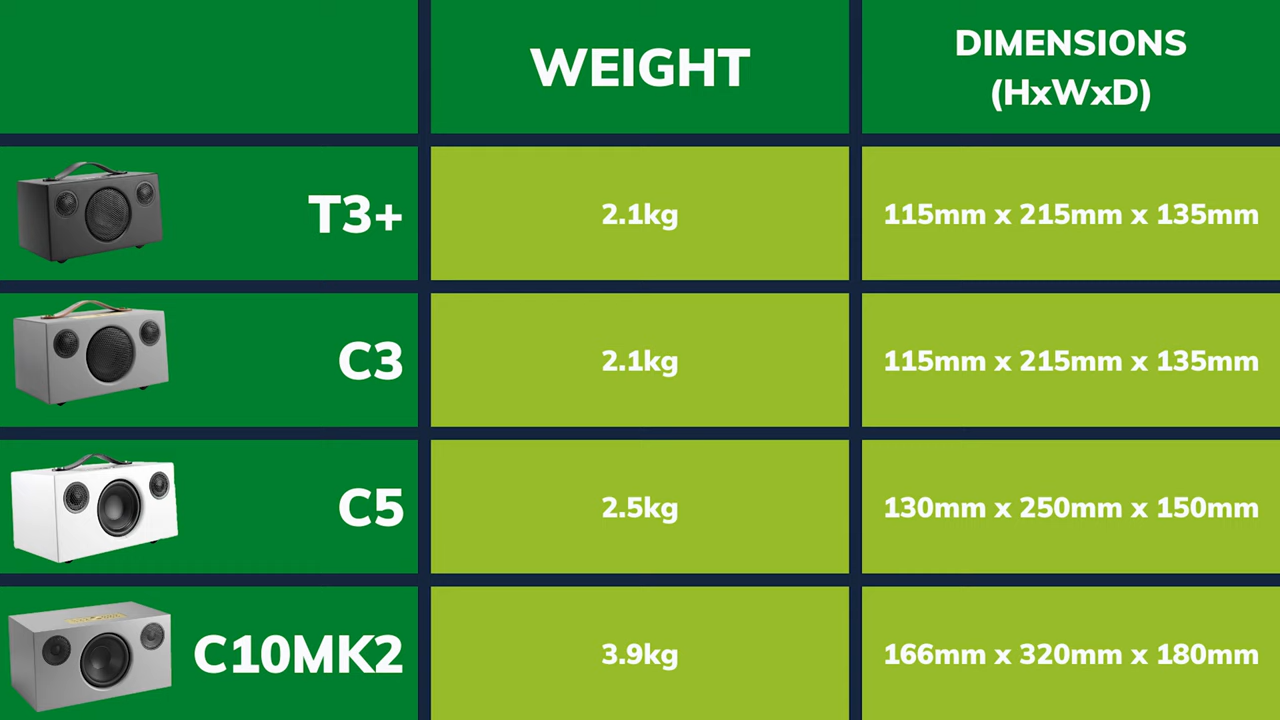 WEIGHT
DIMENSIONS
(HxWxD)
T3+
2.1kg
115mm x 215mm x 135mm
C3
2.1kg
115mm x 215mm x 135mm
C5
2.5kg
130mm x 250mm x 150mm
C10MK2
3.9kg
166mm x 320mm x 180mm